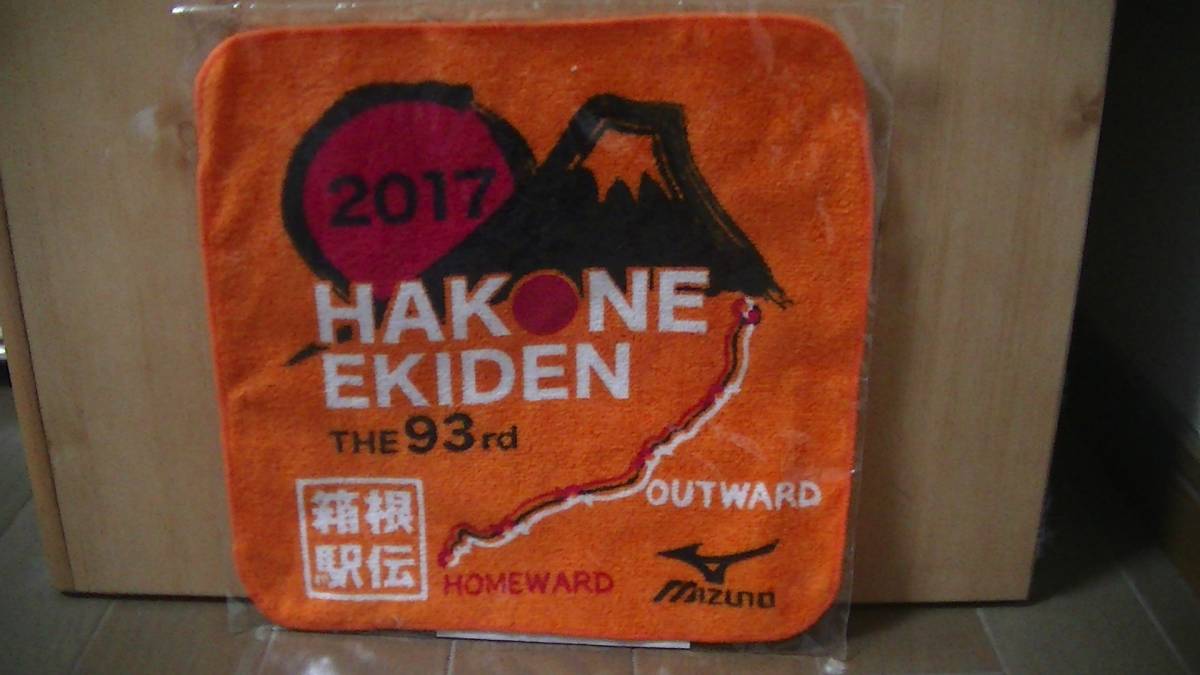 2017
HAKONE
EKIDEN
THE 93rd
OUTWARD
箱根
駅伝
HOMEWARD
Mizuno